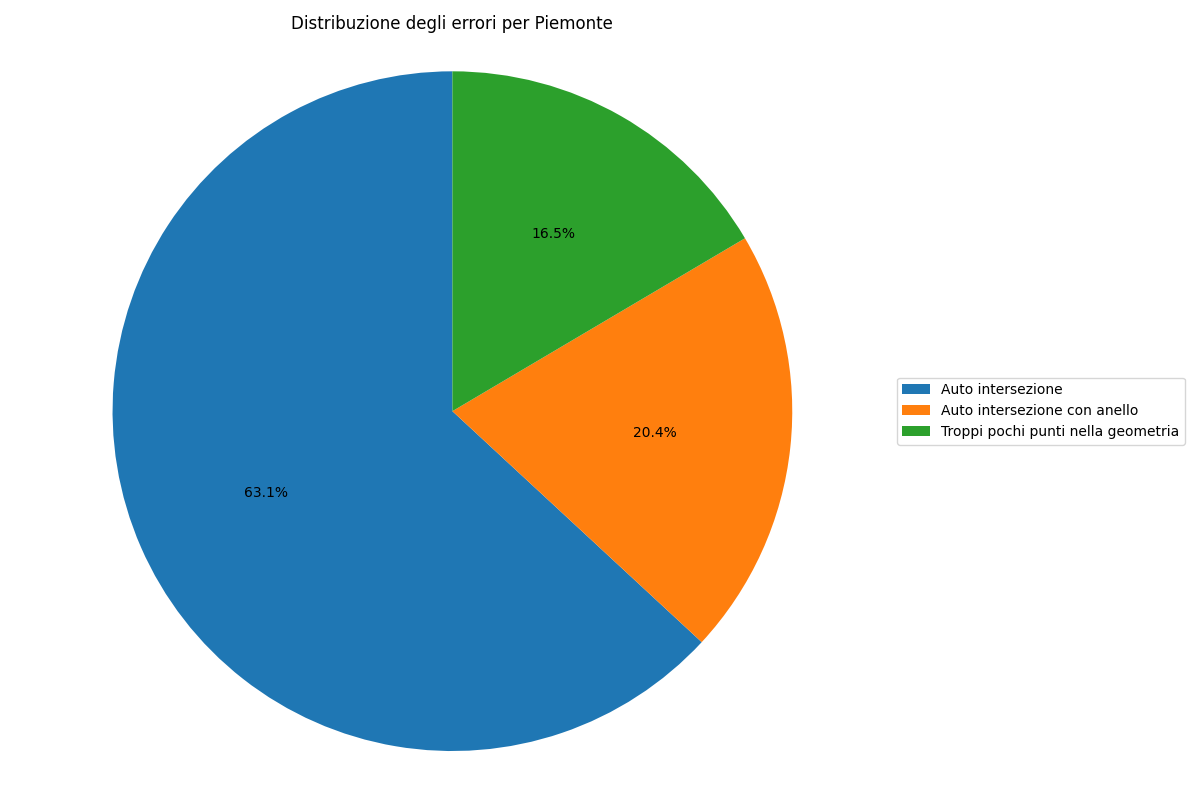 Distribuzione degli errori per Piemonte
16.5%
20.4%
63.1%
Auto intersezione
Auto intersezione con anello
Troppi pochi punti nella geometria